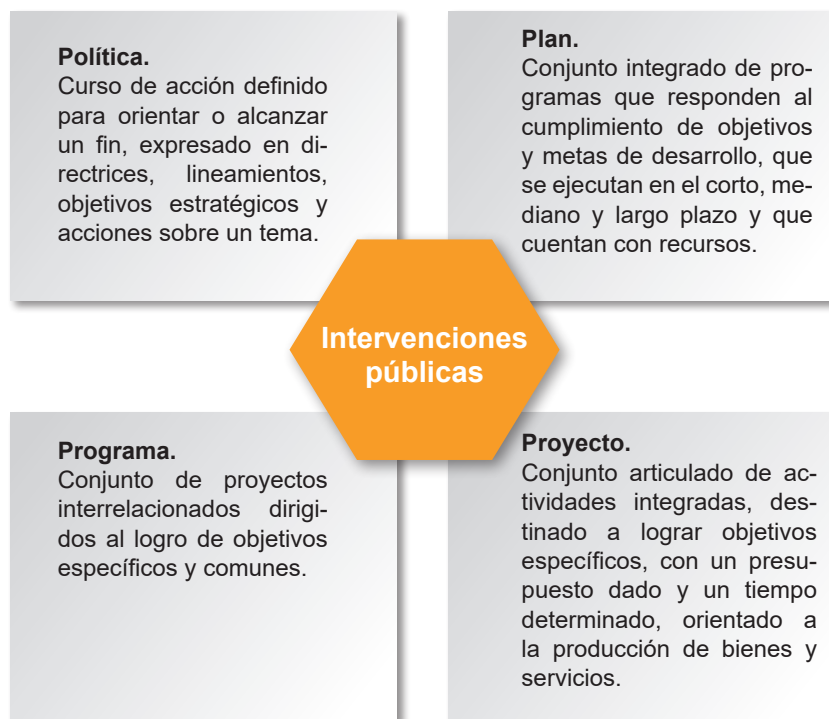 Política.
Curso de acción definido
para orientar o alcanzar
un fin, expresado en di-
rectrices, lineamientos,
objetivos estratégicos y
acciones sobre un tema.
Plan.
Conjunto integrado de pro-
gramas que responden al
cumplimiento de objetivos
y metas de desarrollo, que
se ejecutan en el corto, me-
diano y largo plazo y que
cuentan con recursos.
Intervenciones
públicas
Programa.
Conjunto de proyectos
interrelacionados dirigi-
dos al logro de objetivos
específicos y comunes.
Proyecto.
Conjunto articulado de ac-
tividades integradas, des-
tinado a lograr objetivos
específicos, con un presu-
puesto dado y un tiempo
determinado, orientado a
la producción de bienes y
servicios.